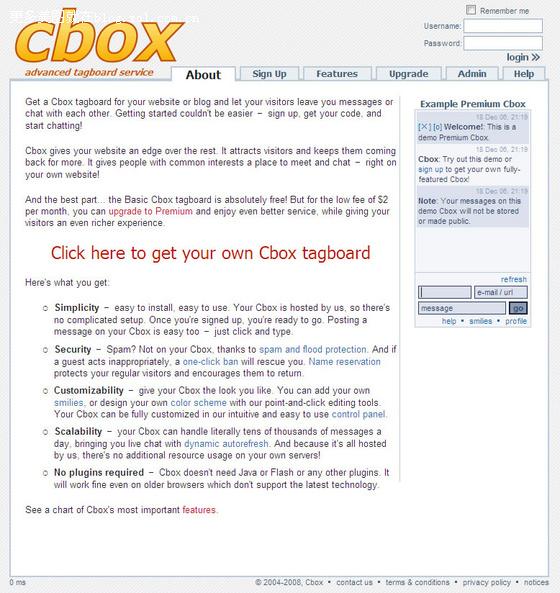 cbox
advanced tagboard service
Remember me
Username:
Password:
login »
About
Sign Up
Features
Upgrade
Admin
Help
Get a Cbox tagboard for your website or blog and let your visitors leave you messages or
chat with each other. Getting started couldn't be easier – sign up, get your code, and
start chatting!
Cbox gives your website an edge over the rest. It attracts visitors and keeps them coming
back for more. It gives people with common interests a place to meet and chat – right on
your own website!
And the best part... the Basic Cbox tagboard is absolutely free! But for the low fee of $2
per month, you can upgrade to Premium and enjoy even better service, while giving your
visitors an even richer experience.
Click here to get your own Cbox tagboard
Here's what you get:
Simplicity – easy to install, easy to use. Your Cbox is hosted by us, so there's
no complicated setup. Once you're signed up, you're ready to go. Posting a
message on your Cbox is easy too – just click and type.
Security – Spam? Not on your Cbox, thanks to spam and flood protection. And if
a guest acts inappropriately, a one-click ban will rescue you. Name reservation
protects your regular visitors and encourages them to return.
Customizability – give your Cbox the look you like. You can add your own
smilies, or design your own color scheme with our point-and-click editing tools.
Your Cbox can be fully customized in our intuitive and easy to use control panel.
Scalability – your Cbox can handle literally tens of thousands of messages a
day, bringing you live chat with dynamic autorefresh. And because it's all hosted
by us, there's no additional resource usage on your own servers!
No plugins required – Cbox doesn't need Java or Flash or any other plugins. It
will work fine even on older browsers which don't support the latest technology.
See a chart of Cbox's most important features.
Example Premium Cbox
18 Dec 06, 21:19
[X] [o] Welcome!: This is a
demo Premium Cbox.
18 Dec 06, 21:19
Cbox: Try out this demo or
sign up to get your own fully-
featured Cbox!
18 Dec 06, 21:19
Note: Your messages on this
demo Cbox will not be stored
or made public.
refresh
e-mail / url
message
go
help • smilies • profile
0 ms
© 2004-2008, Cbox • contact us • terms & conditions • privacy policy • notices